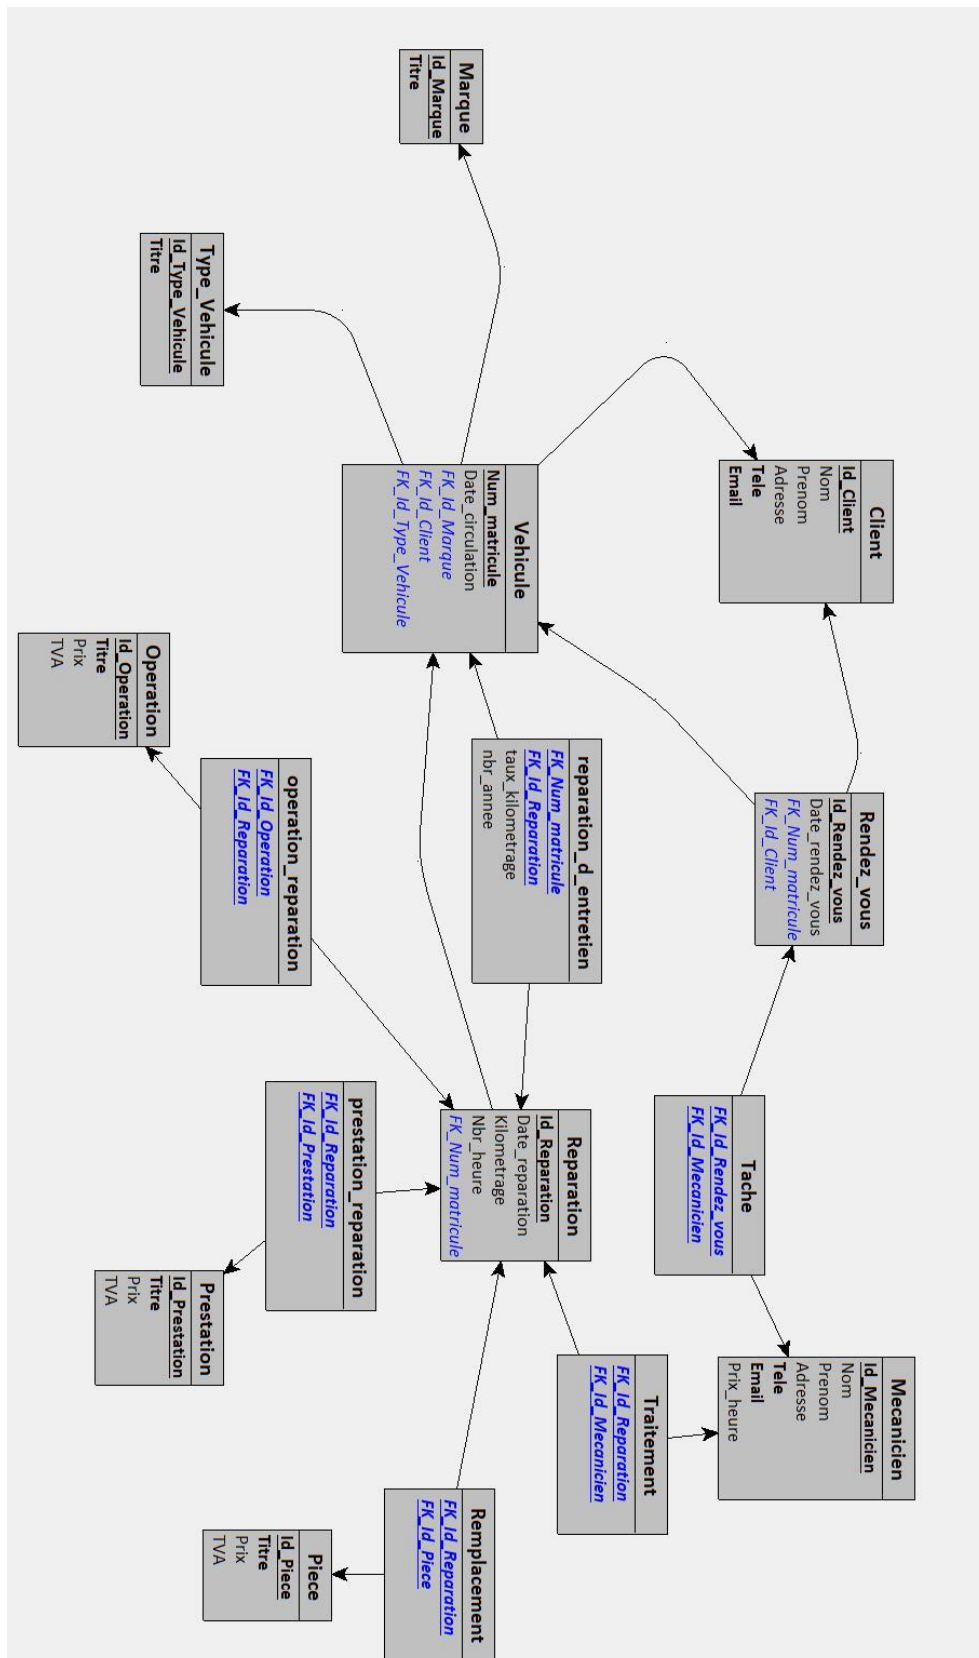 Marque
Id_Marque
Titre
Type_Vehicule
Id_Type_Vehicule
Titre
Client
Id_Client
Nom
Prenom
Adresse
Tele
Email
Vehicule
Num_matricule
Date_circulation
FK_Id_Marque
FK_Id_Client
FK_Id_Type_Vehicule
Operation
Id_Operation
Titre
Prix
TVA
Rendez_vous
Id_Rendez_vous
Date_rendez_vous
FK_Num_matricule
FK_Id_Client
reparation_d_entretien
FK_Num_matricule
FK_Id_Reparation
taux_kilometrage
nbr_annee
operation_reparation
FK_Id_Operation
FK_Id_Reparation
Tache
FK_Id_Rendez_vous
FK_Id_Mecanicien
Reparation
Id_Reparation
Date_reparation
Kilometrage
Nbr_heure
FK_Num_matricule
prestation_reparation
FK_Id_Reparation
FK_Id_Prestation
Prestation
Id_Prestation
Titre
Prix
TVA
Mecanicien
Id_Mecanicien
Nom
Prenom
Adresse
Tele
Email
Prix_heure
Traitement
FK_Id_Reparation
FK_Id_Mecanicien
Remplacement
FK_Id_Reparation
FK_Id_Piece
Piece
Id_Piece
Titre
Prix
TVA